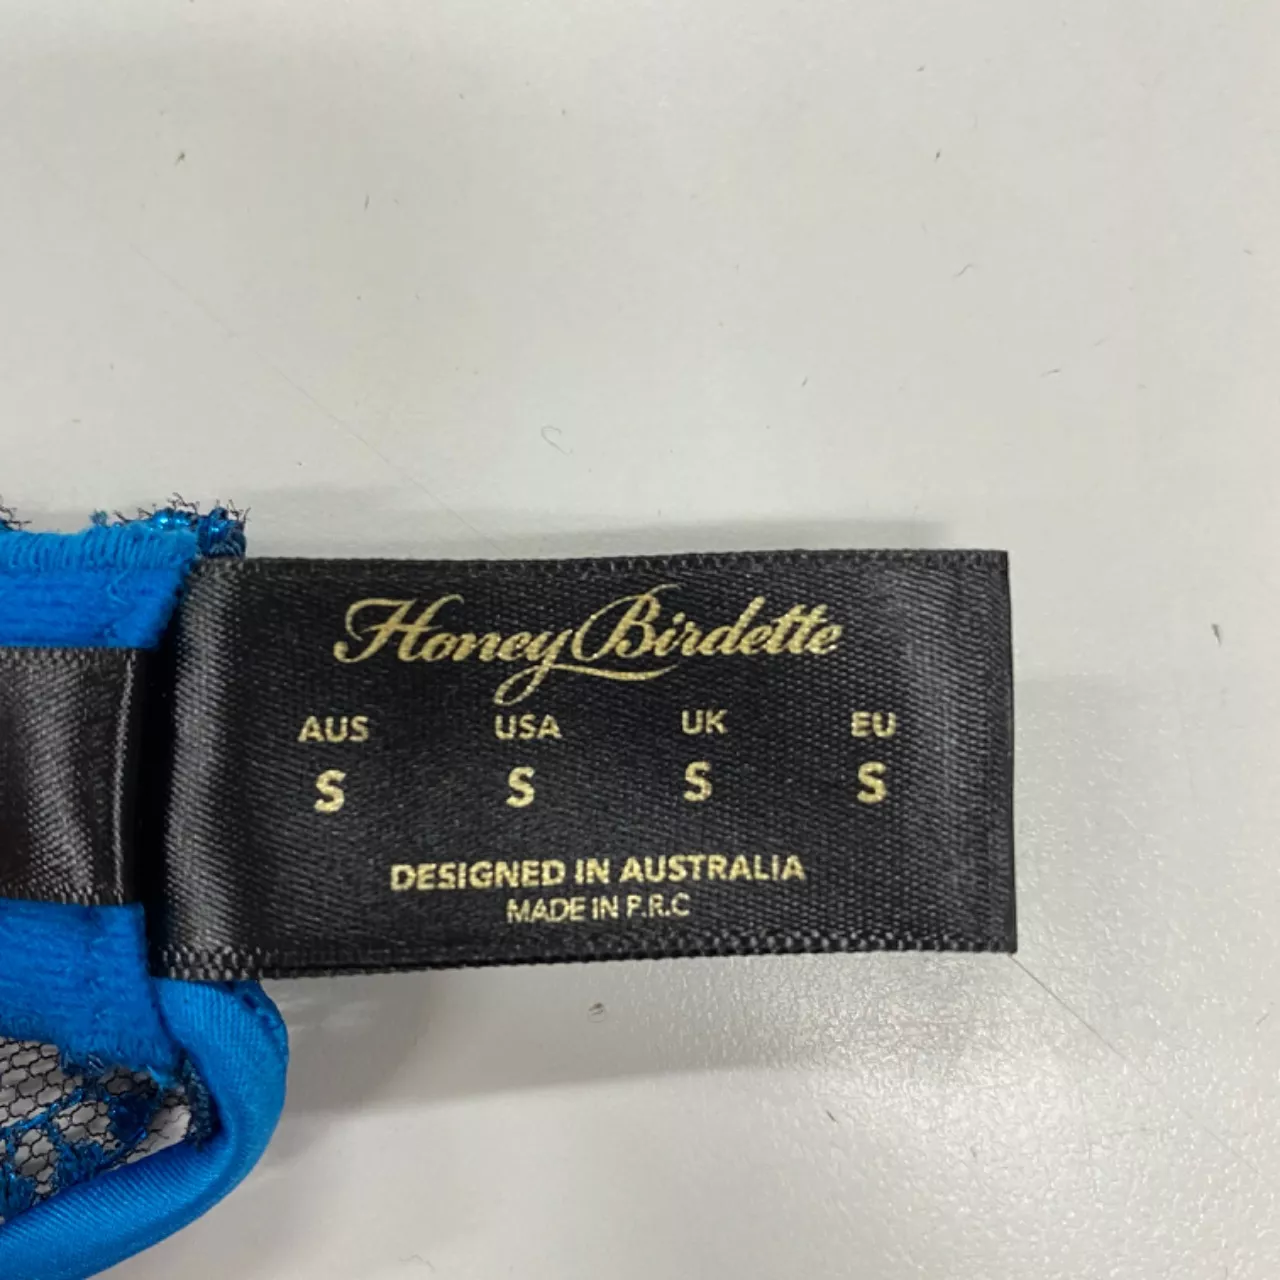 Honey Birdette
AUS USA UK EU
S S S S
DESIGNED IN AUSTRALIA
MADE IN P.R.C